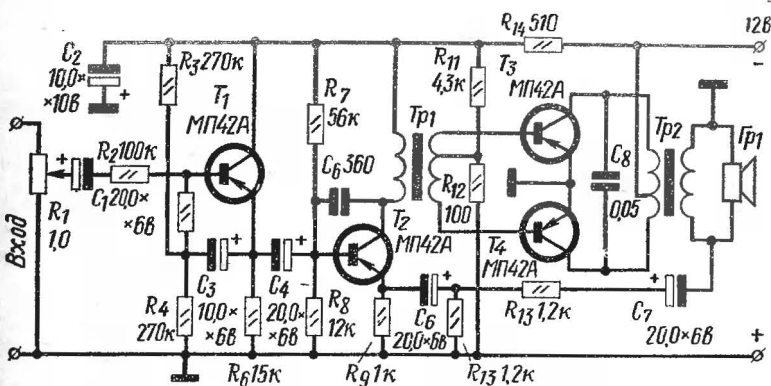 R14 510
12В
-
C2
10,0×
×10В
+
R3 270к
T1
МП42А
R7
56к
R11
4,3к
T3
МП42А
Тр1
Тр2
Гр1
C8
0,05
R2 100к
+
C1 20,0×
×6В
R1
1,0
Вход
C6 360
T2
МП42А
R12
100
T4
МП42А
+
+
R4
270к
C3
10,0×
×6В
C4
20,0×
×6В
R8
12к
R6 15к
R9 1к
+
C6
20,0×6В
R13 1,2к
R13 1,2к
+
C7
20,0×6В
+